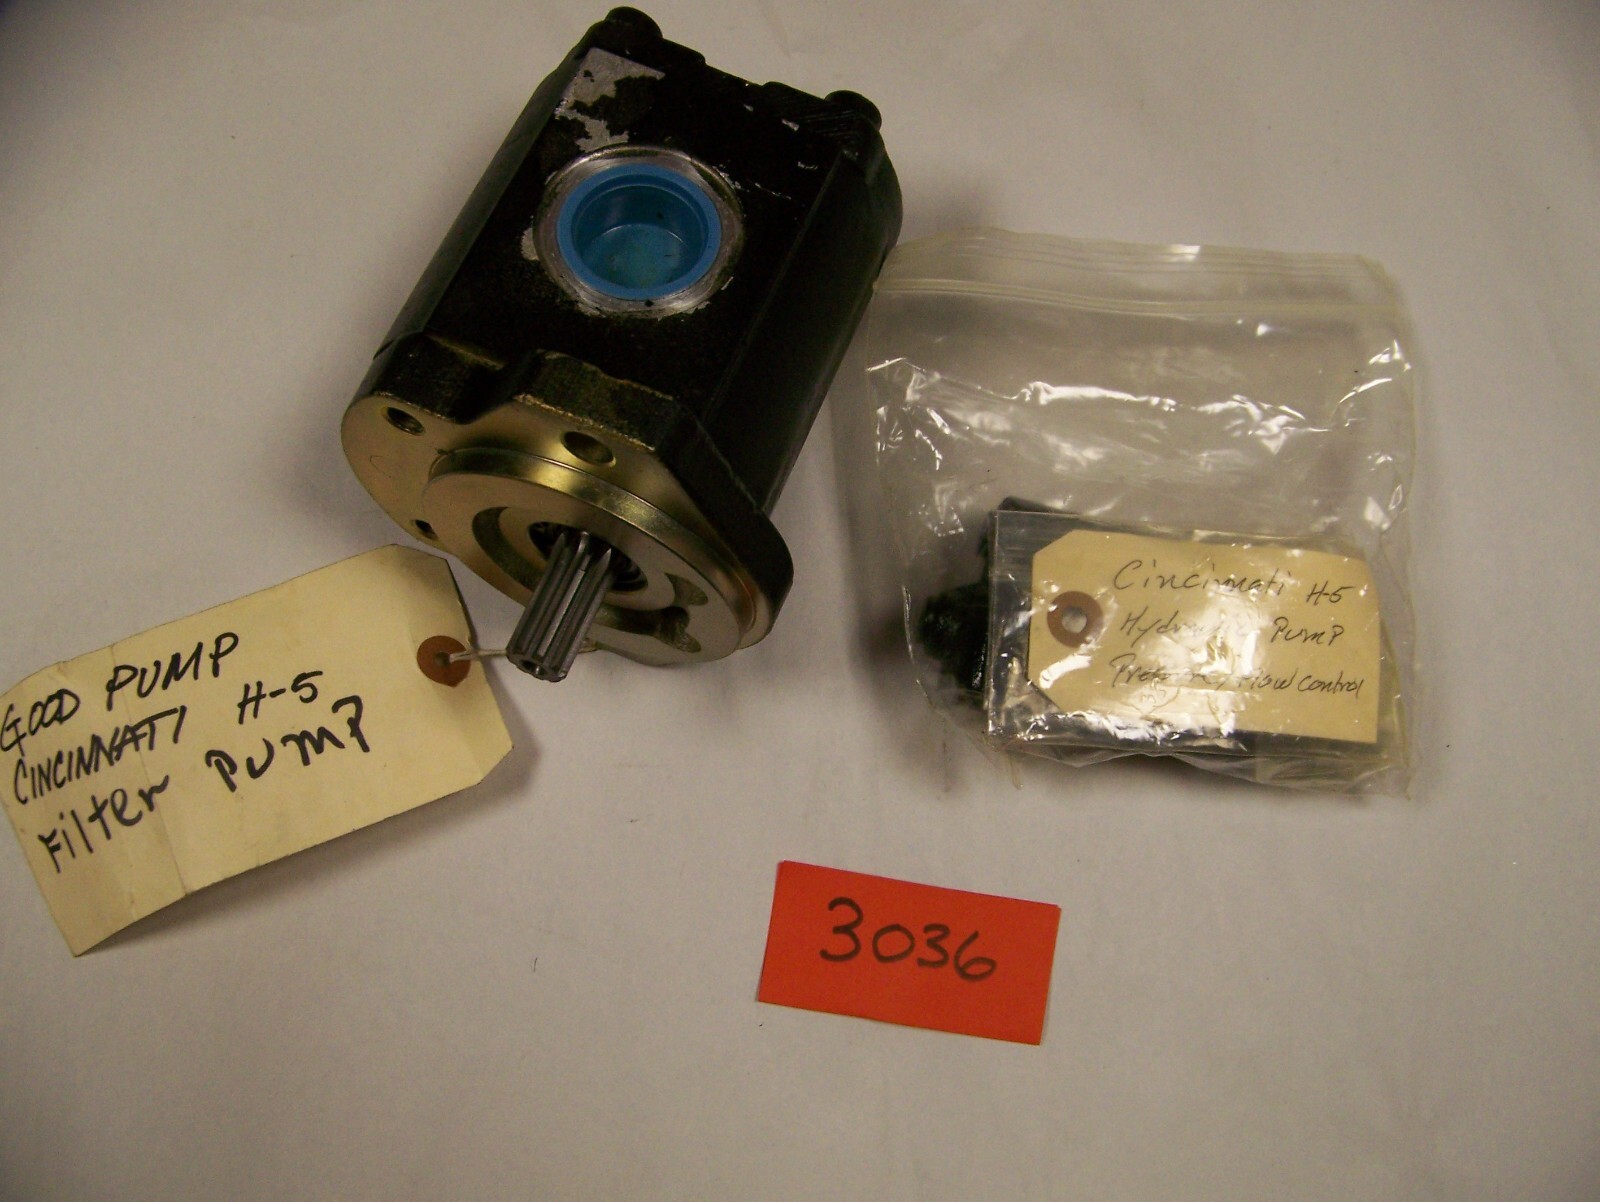 GOOD PUMP
CINCINNATI H-5
Filter PUMP
Cincinnati H-5
Hydraulic PUMP
Flow control
3036